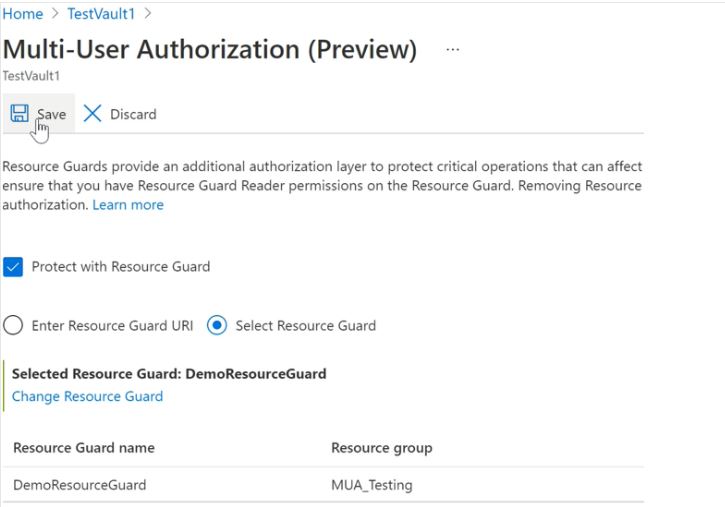 Home > TestVault1 >
Multi-User Authorization (Preview) ...
TestVault1
Save Discard
Resource Guards provide an additional authorization layer to protect critical operations that can affect
ensure that you have Resource Guard Reader permissions on the Resource Guard. Removing Resource
authorization. Learn more
Protect with Resource Guard
Enter Resource Guard URI Select Resource Guard
Selected Resource Guard: DemoResourceGuard
Change Resource Guard
Resource Guard name Resource group
DemoResourceGuard MUA_Testing